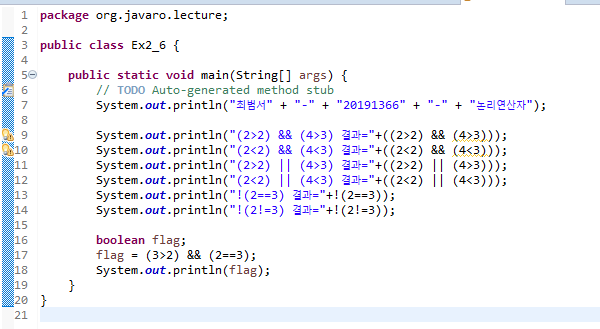 1 package org.javaro.lecture;
2
3 public class Ex2_6 {
4
5 public static void main(String[] args) {
6 // TODO Auto-generated method stub
7 System.out.println("최범서" + "-" + "20191366" + "-" + "논리연산자");
8
9 System.out.println("(2>2) && (4>3) 결과="+((2>2) && (4>3)));
10 System.out.println("(2<2) && (4<3) 결과="+((2<2) && (4<3)));
11 System.out.println("(2>2) || (4>3) 결과="+((2>2) || (4>3)));
12 System.out.println("(2<2) || (4<3) 결과="+((2<2) || (4<3)));
13 System.out.println("!(2==3) 결과="+!(2==3));
14 System.out.println("!(2!=3) 결과="+!(2!=3));
15
16 boolean flag;
17 flag = (3>2) && (2==3);
18 System.out.println(flag);
19 }
20 }
21